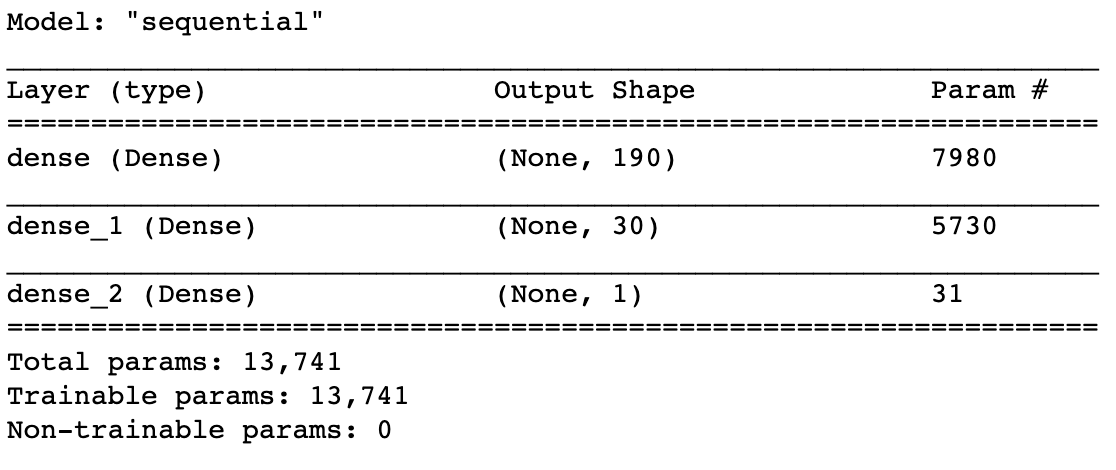 Model: "sequential"
Layer (type) Output Shape Param #
dense (Dense) (None, 190) 7980
dense_1 (Dense) (None, 30) 5730
dense_2 (Dense) (None, 1) 31
Total params: 13,741
Trainable params: 13,741
Non-trainable params: 0